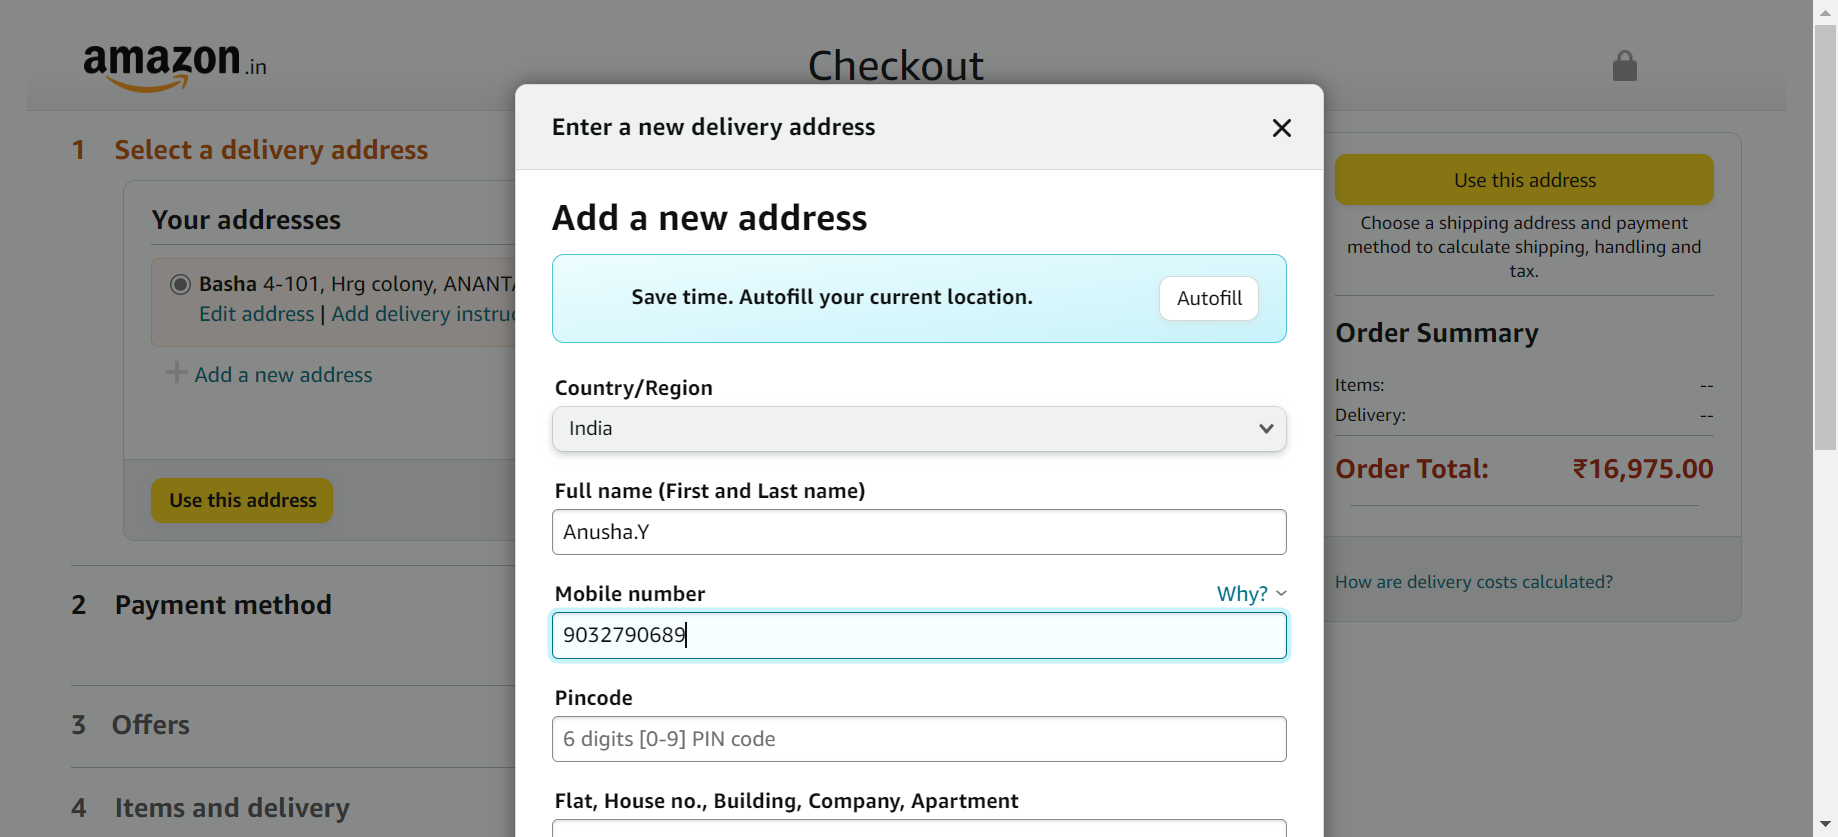 amazon.in
Checkout
1 Select a delivery address
Your addresses
Basha 4-101, Hrg colony,
Edit address | Add delivery
Add a new address
Use this address
2 Payment method
3 Offers
4 Items and delivery
Enter a new delivery address
Add a new address
Save time. Autofill your current location.
Autofill
Country/Region
India
Full name (First and Last name)
Anusha.Y
Mobile number
Why?
9032790689
Pincode
6 digits [0-9] PIN code
Flat, House no., Building, Company, Apartment
Use this address
Choose a shipping address and payment
method to calculate shipping, handling and
tax.
Order Summary
Items: --
Delivery: --
Order Total: ₹16,975.00
How are delivery costs calculated?